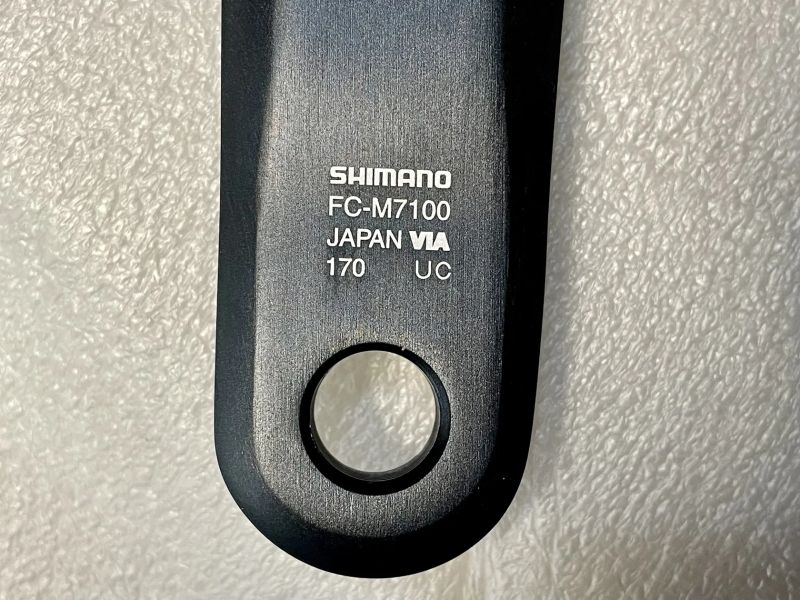 SHIMANO
FC-M7100
JAPAN VIA
170 UC